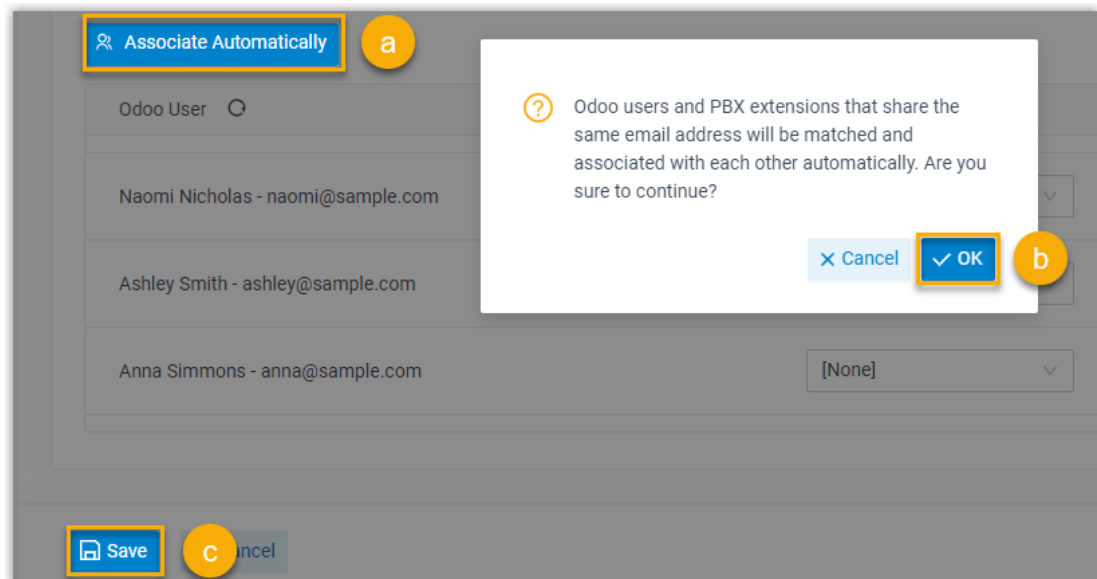 Associate Automatically
a
Odoo User
Odoo users and PBX extensions that share the
same email address will be matched and
associated with each other automatically. Are you
sure to continue?
Naomi Nicholas - naomi@sample.com
Cancel
OK
b
Ashley Smith - ashley@sample.com
Anna Simmons - anna@sample.com
[None]
Save
c
ncel